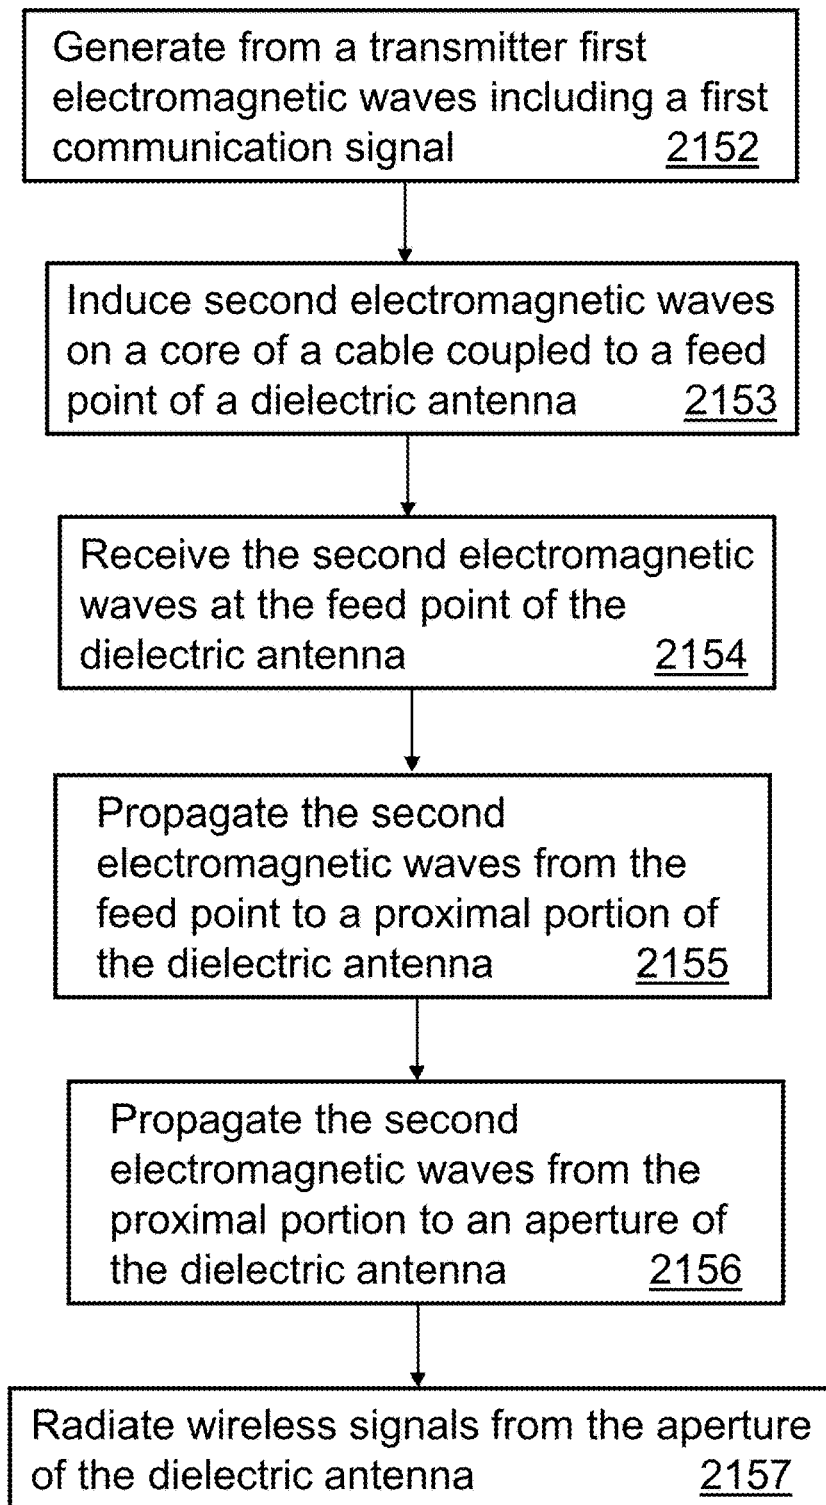 Generate from a transmitter first
electromagnetic waves including a first
communication signal 2152
Induce second electromagnetic waves
on a core of a cable coupled to a feed
point of a dielectric antenna 2153
Receive the second electromagnetic
waves at the feed point of the
dielectric antenna 2154
Propagate the second
electromagnetic waves from the
feed point to a proximal portion of
the dielectric antenna 2155
Propagate the second
electromagnetic waves from the
proximal portion to an aperture of
the dielectric antenna 2156
Radiate wireless signals from the aperture
of the dielectric antenna 2157